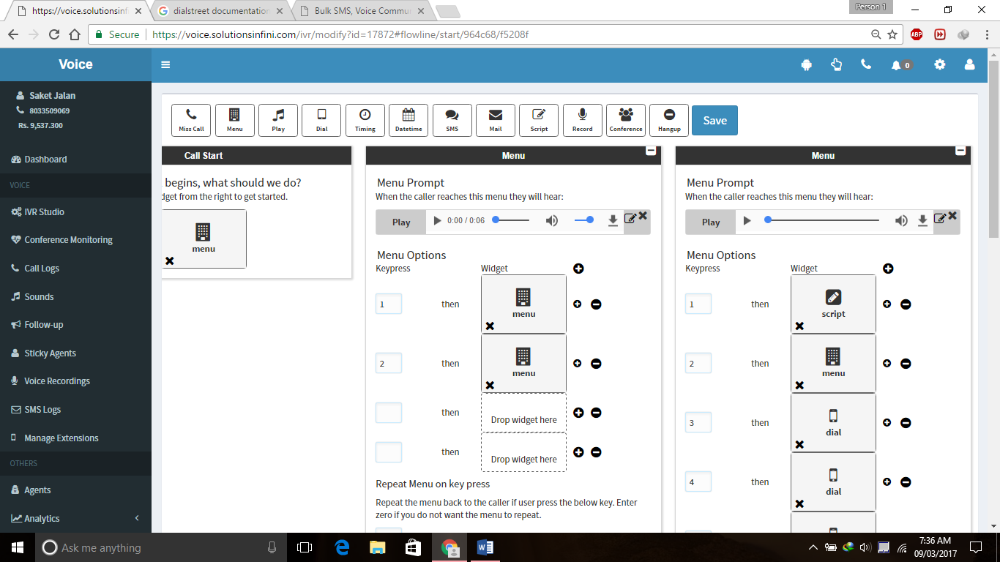 https://voice.solutionsinf
dialstreet documentation
Bulk SMS, Voice Commu
Person 1
Secure
https://voice.solutionsinfini.com/ivr/modify?id=17872#flowline/start/964c68/f5208f
ABP
Voice
0
Saket Jalan
8033509069
Rs. 9,537.300
Dashboard
VOICE
IVR Studio
Conference Monitoring
Call Logs
Sounds
Follow-up
Sticky Agents
Voice Recordings
SMS Logs
Manage Extensions
OTHERS
Agents
Analytics
Miss Call
Menu
Play
Dial
Timing
Datetime
SMS
Mail
Script
Record
Conference
Hangup
Save
Call Start
begins, what should we do?
dget from the right to get started.
menu
Menu
Menu Prompt
When the caller reaches this menu they will hear:
Play
0:00 / 0:06
Menu Options
Keypress
Widget
1
then
menu
2
then
menu
then
Drop widget here
then
Drop widget here
Repeat Menu on key press
Repeat the menu back to the caller if user press the below key. Enter
zero if you do not want the menu to repeat.
Menu
Menu Prompt
When the caller reaches this menu they will hear:
Play
Menu Options
Keypress
Widget
1
then
script
2
then
menu
3
then
dial
4
then
dial
Ask me anything
7:36 AM
09/03/2017